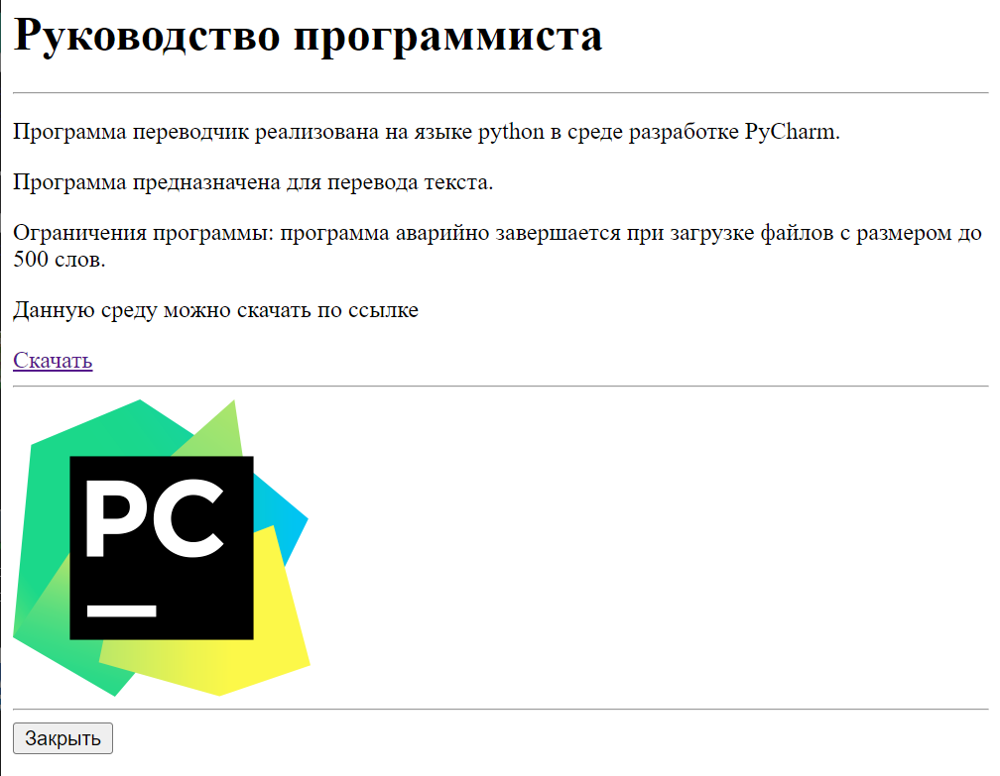 Руководство программиста
Программа переводчик реализована на языке python в среде разработке PyCharm.
Программа предназначена для перевода текста.
Ограничения программы: программа аварийно завершается при загрузке файлов с размером до
500 слов.
Данную среду можно скачать по ссылке
Скачать
PC
Закрыть